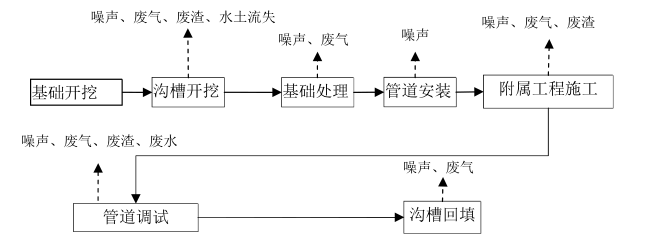 噪声、废气、废渣、水土流失
噪声、废气
噪声
噪声、废气、废渣
基础开挖
沟槽开挖
基础处理
管道安装
附属工程施工
噪声、废气、废渣、废水
噪声、废气
管道调试
沟槽回填